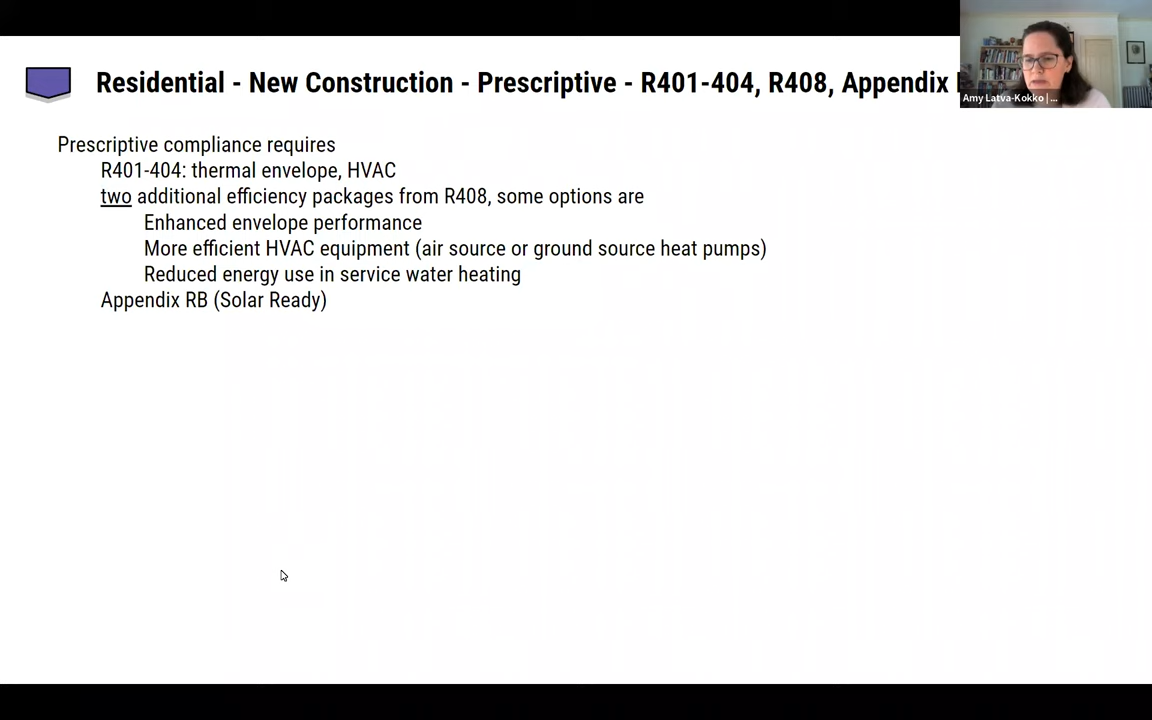 Residential - New Construction - Prescriptive - R401-404, R408, Appendix
Amy Latva-Kokko | ...
Prescriptive compliance requires
R401-404: thermal envelope, HVAC
two additional efficiency packages from R408, some options are
Enhanced envelope performance
More efficient HVAC equipment (air source or ground source heat pumps)
Reduced energy use in service water heating
Appendix RB (Solar Ready)